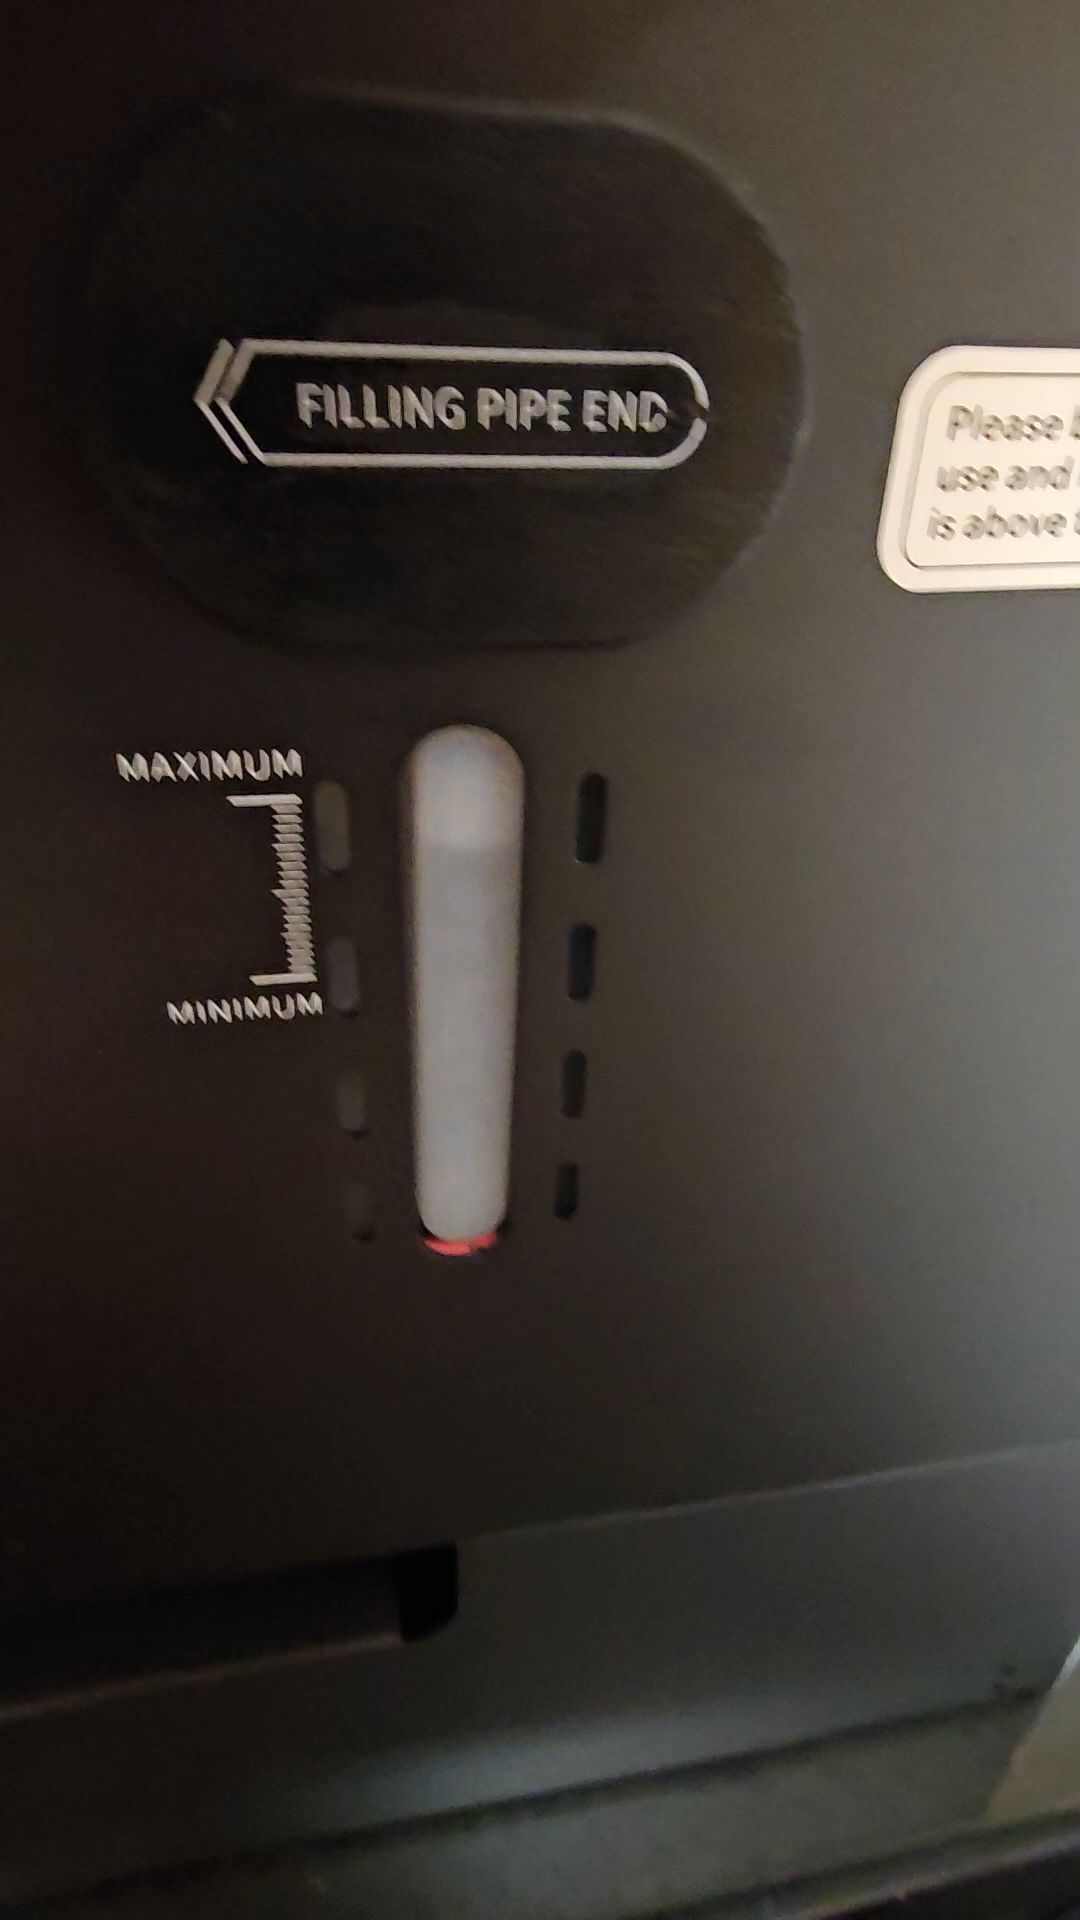 FILLING PIPE END
Please
use and
is above
MAXIMUM
MINIMUM